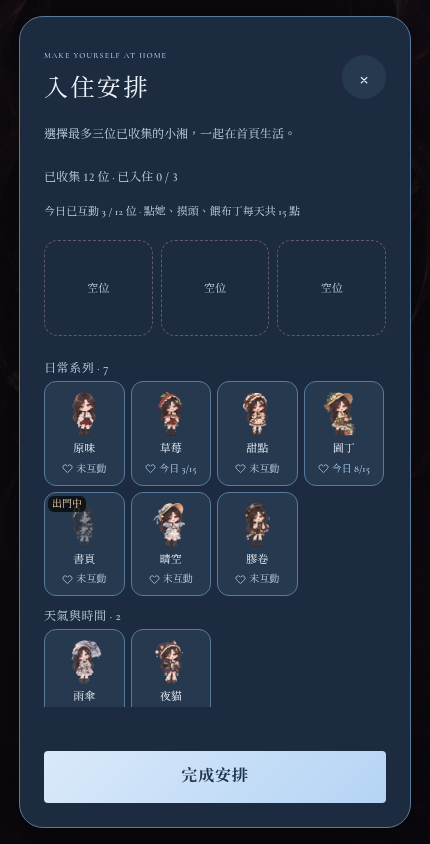 MAKE YOURSELF AT HOME
入住安排
×
選擇最多三位已收集的小湘，一起在首頁生活。
已收集 12 位 · 已入住 0 / 3
今日已互動 3 / 12 位 · 點她、摸頭、餵布丁每天共 15 點
空位 空位 空位
日常系列 · 7
原味 草莓 甜點 園丁
♡ 未互動 ♡ 今日 3/15 ♡ 未互動 ♡ 今日 8/15
出門中
書頁 晴空 膠卷
♡ 未互動 ♡ 未互動 ♡ 未互動
天氣與時間 · 2
雨傘 夜貓
完成安排